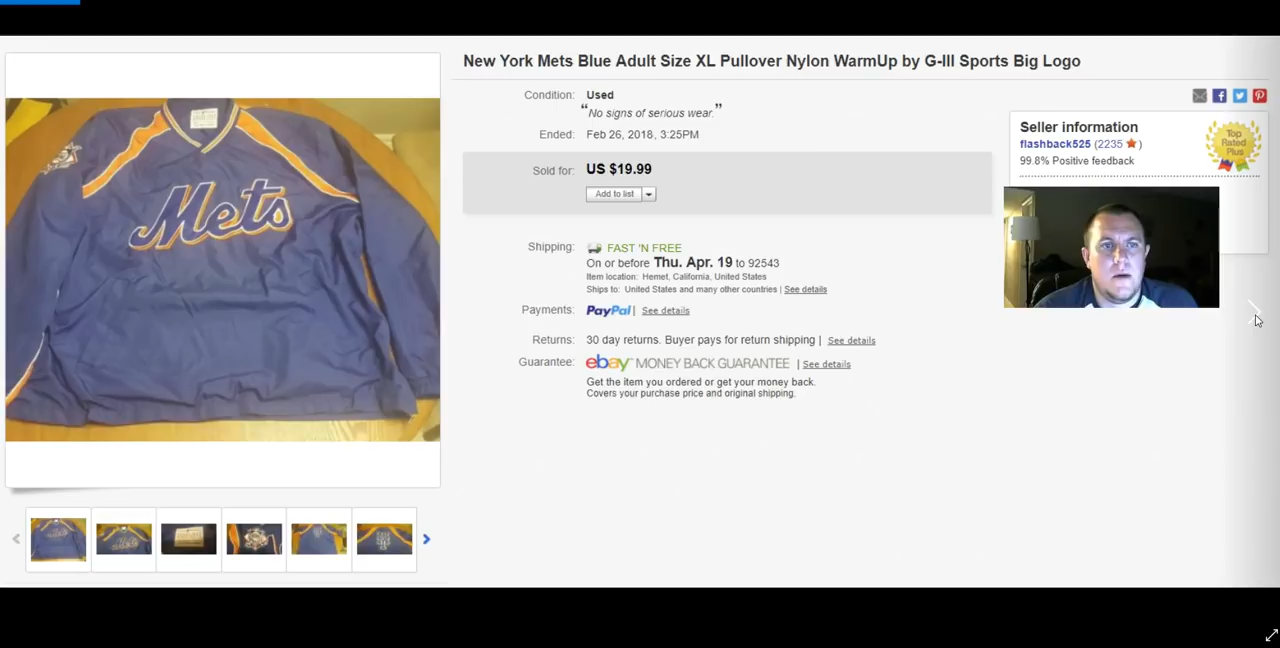 New York Mets Blue Adult Size XL Pullover Nylon WarmUp by G-III Sports Big Logo
Condition: Used
“No signs of serious wear.”
Ended: Feb 26, 2018, 3:25PM
Sold for: US $19.99
Add to list
Shipping: FAST 'N FREE
On or before Thu. Apr. 19 to 92543
Item location: Hemet, California, United States
Ships to: United States and many other countries | See details
Payments: PayPal | See details
Returns: 30 day returns. Buyer pays for return shipping | See details
Guarantee: ebay MONEY BACK GUARANTEE | See details
Get the item you ordered or get your money back.
Covers your purchase price and original shipping.
Seller information
flashback525 (2235 ★ )
99.8% Positive feedback
Top
Rated
Plus
Mets